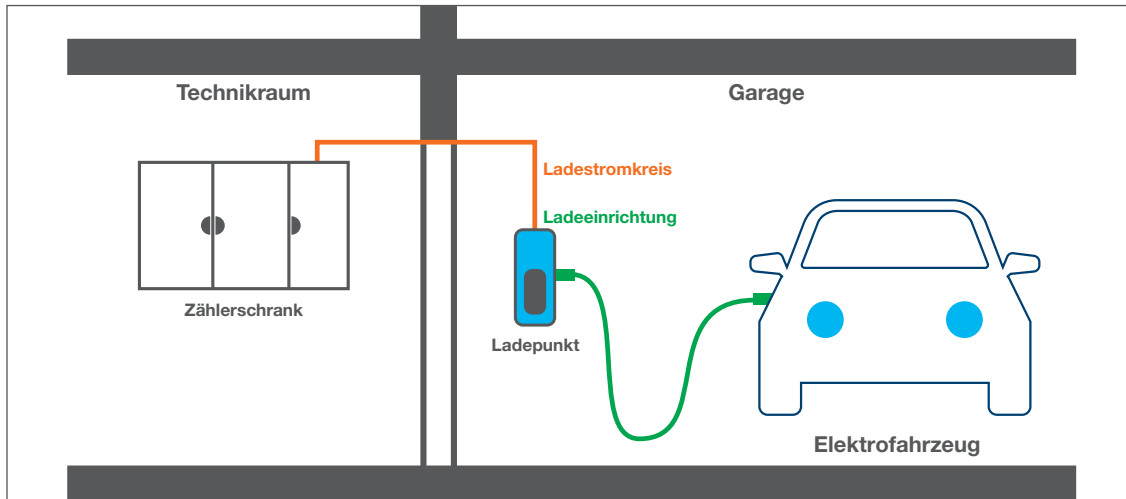 Technikraum
Garage
Ladestromkreis
Ladeeinrichtung
Zählerschrank
Ladepunkt
Elektrofahrzeug